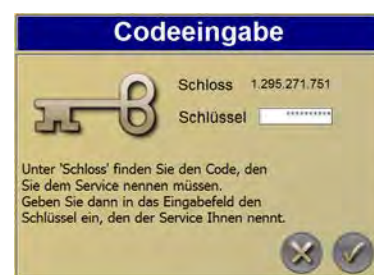 Codeeingabe
Schloss 1.295.271.751
Schlüssel **********
Unter 'Schloss' finden Sie den Code, den
Sie dem Service nennen müssen.
Geben Sie dann in das Eingabefeld den
Schlüssel ein, den der Service Ihnen nennt.